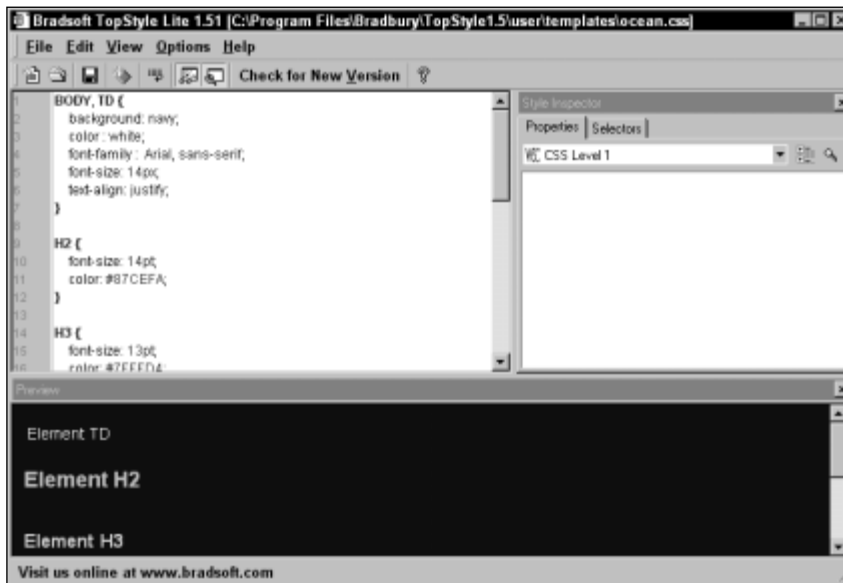 Bradsoft TopStyle Lite 1.51 [C:\Program Files\Bradbury\TopStyle1.5\user\templates\ocean.css]
File Edit View Options Help
Check for New Version
1 BODY, TD {
2 background: navy;
3 color : white;
4 font-family : Arial, sans-serif;
5 font-size: 14px;
6 text-align: justify;
7 }
8
9 H2 {
10 font-size: 14pt;
11 color: #87CEFA;
12 }
13
14 H3 {
15 font-size: 13pt;
16 color: #7FFFD4;
Style Inspector
Properties Selectors
CSS Level 1
Preview
Element TD
Element H2
Element H3
Visit us online at www.bradsoft.com